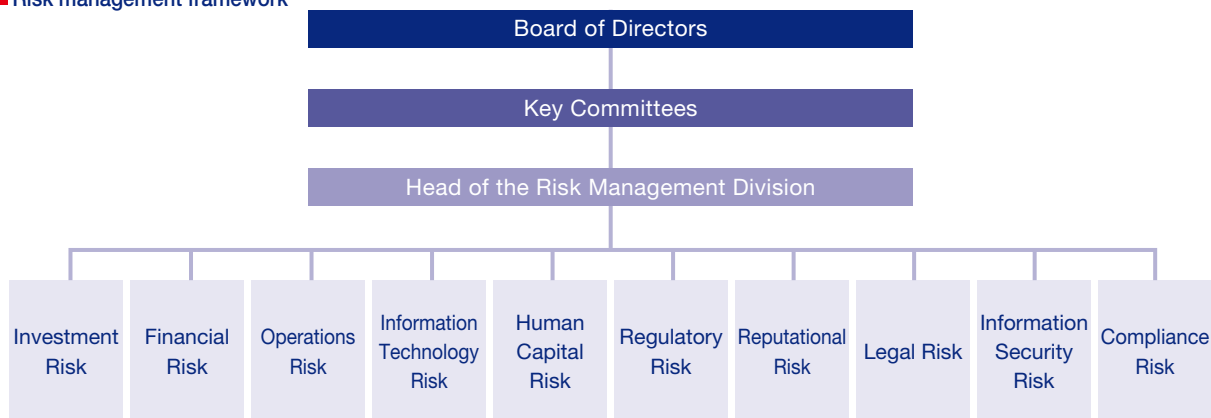 Risk management framework
Board of Directors
Key Committees
Head of the Risk Management Division
Investment
Risk
Financial
Risk
Operations
Risk
Information
Technology
Risk
Human
Capital
Risk
Regulatory
Risk
Reputational
Risk
Legal Risk
Information
Security
Risk
Compliance
Risk